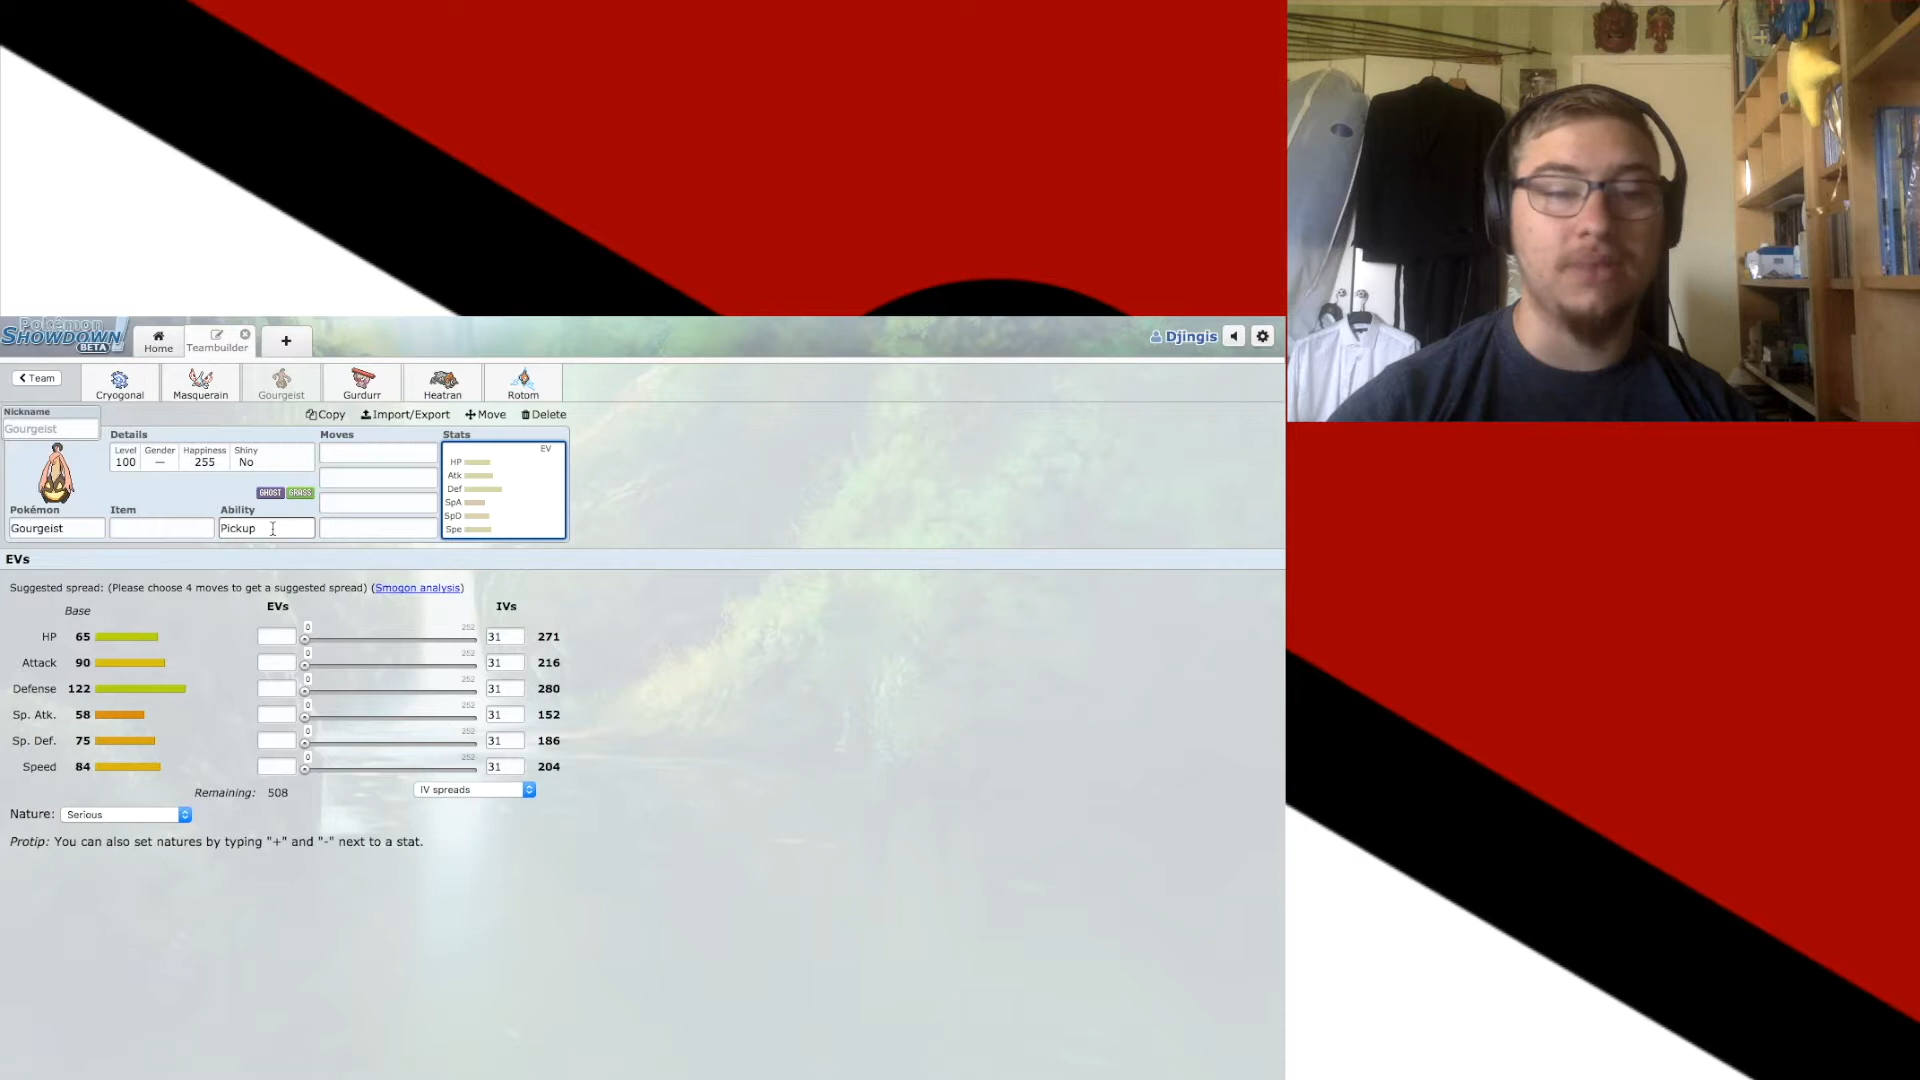 Pokémon
SHOWDOWN!
BETA
Home
Teambuilder
+
Djingis
Team
Cryogonal
Masquerain
Gourgeist
Gurdurr
Heatran
Rotom
Nickname
Gourgeist
Copy Import/Export Move Delete
Details
Moves
Stats
Level Gender Happiness Shiny
100 — 255 No
EV
HP
Atk
Def
SpA
SpD
Spe
GHOST GRASS
Pokémon Item Ability
Gourgeist Pickup
EVs
Suggested spread: (Please choose 4 moves to get a suggested spread) (Smogon analysis)
Base EVs IVs
0 252
HP 65 31 271
0 252
Attack 90 31 216
0 252
Defense 122 31 280
0 252
Sp. Atk. 58 31 152
0 252
Sp. Def. 75 31 186
0 252
Speed 84 31 204
Remaining: 508 IV spreads
Nature: Serious
Protip: You can also set natures by typing "+" and "-" next to a stat.